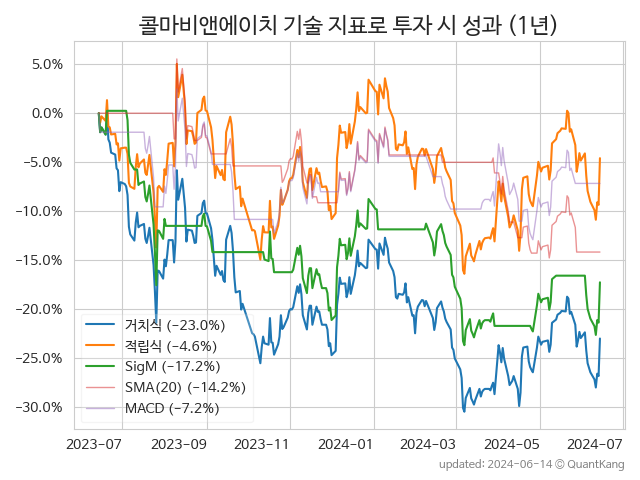 콜마비앤에이치 기술 지표로 투자 시 성과 (1년)
5.0%
0.0%
−5.0%
−10.0%
−15.0%
−20.0%
−25.0%
−30.0%
거치식 (−23.0%)
적립식 (−4.6%)
SigM (−17.2%)
SMA(20) (−14.2%)
MACD (−7.2%)
2023-07 2023-09 2023-11 2024-01 2024-03 2024-05 2024-07
updated: 2024-06-14 © QuantKang